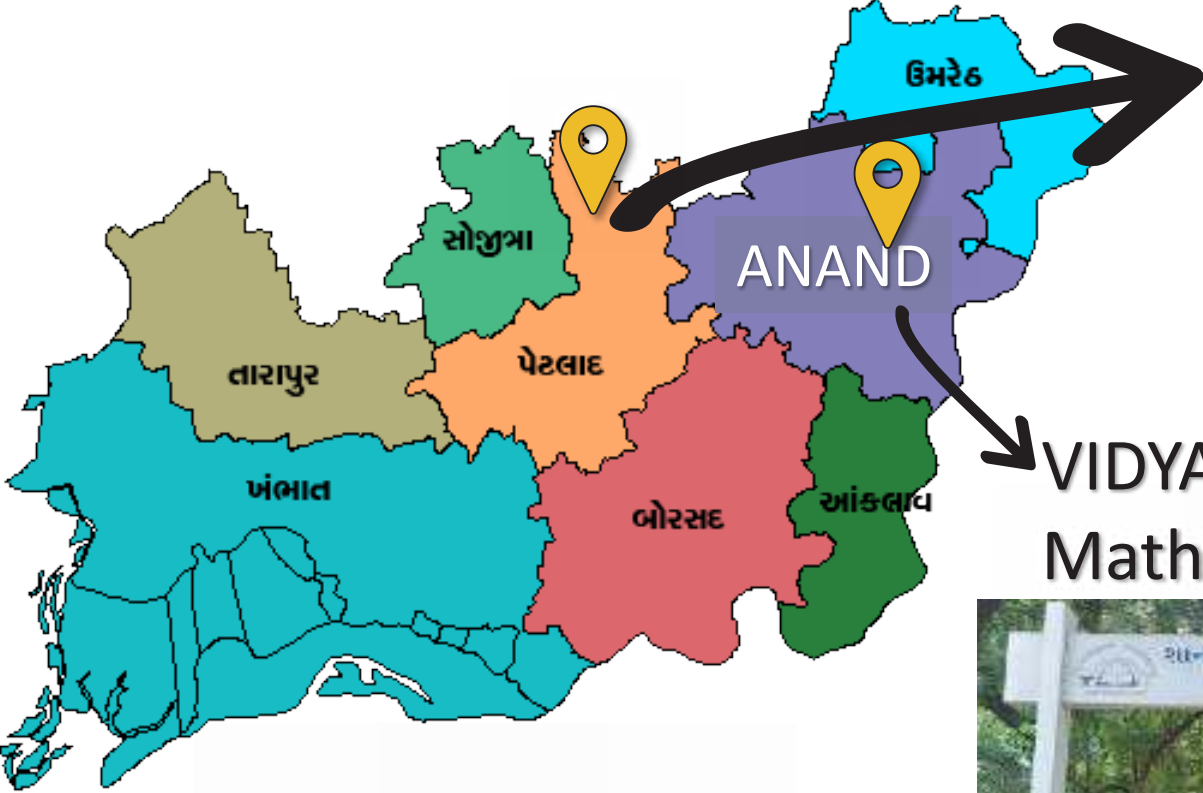 ઉમરેઠ
સોજીત્રા
ANAND
પેટલાદ
તારાપુર
ખંભાત
બોરસદ
આંકલાવ
VIDYA
Math